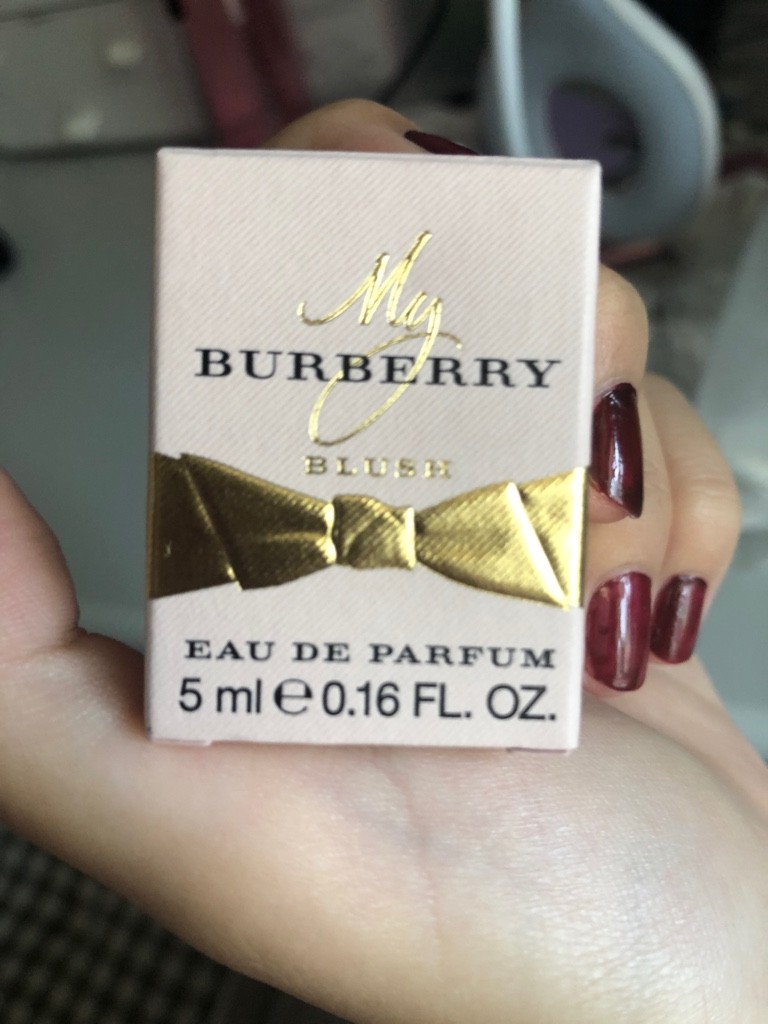 My
BURBERRY
BLUSH
EAU DE PARFUM
5 ml ℮ 0.16 FL. OZ.